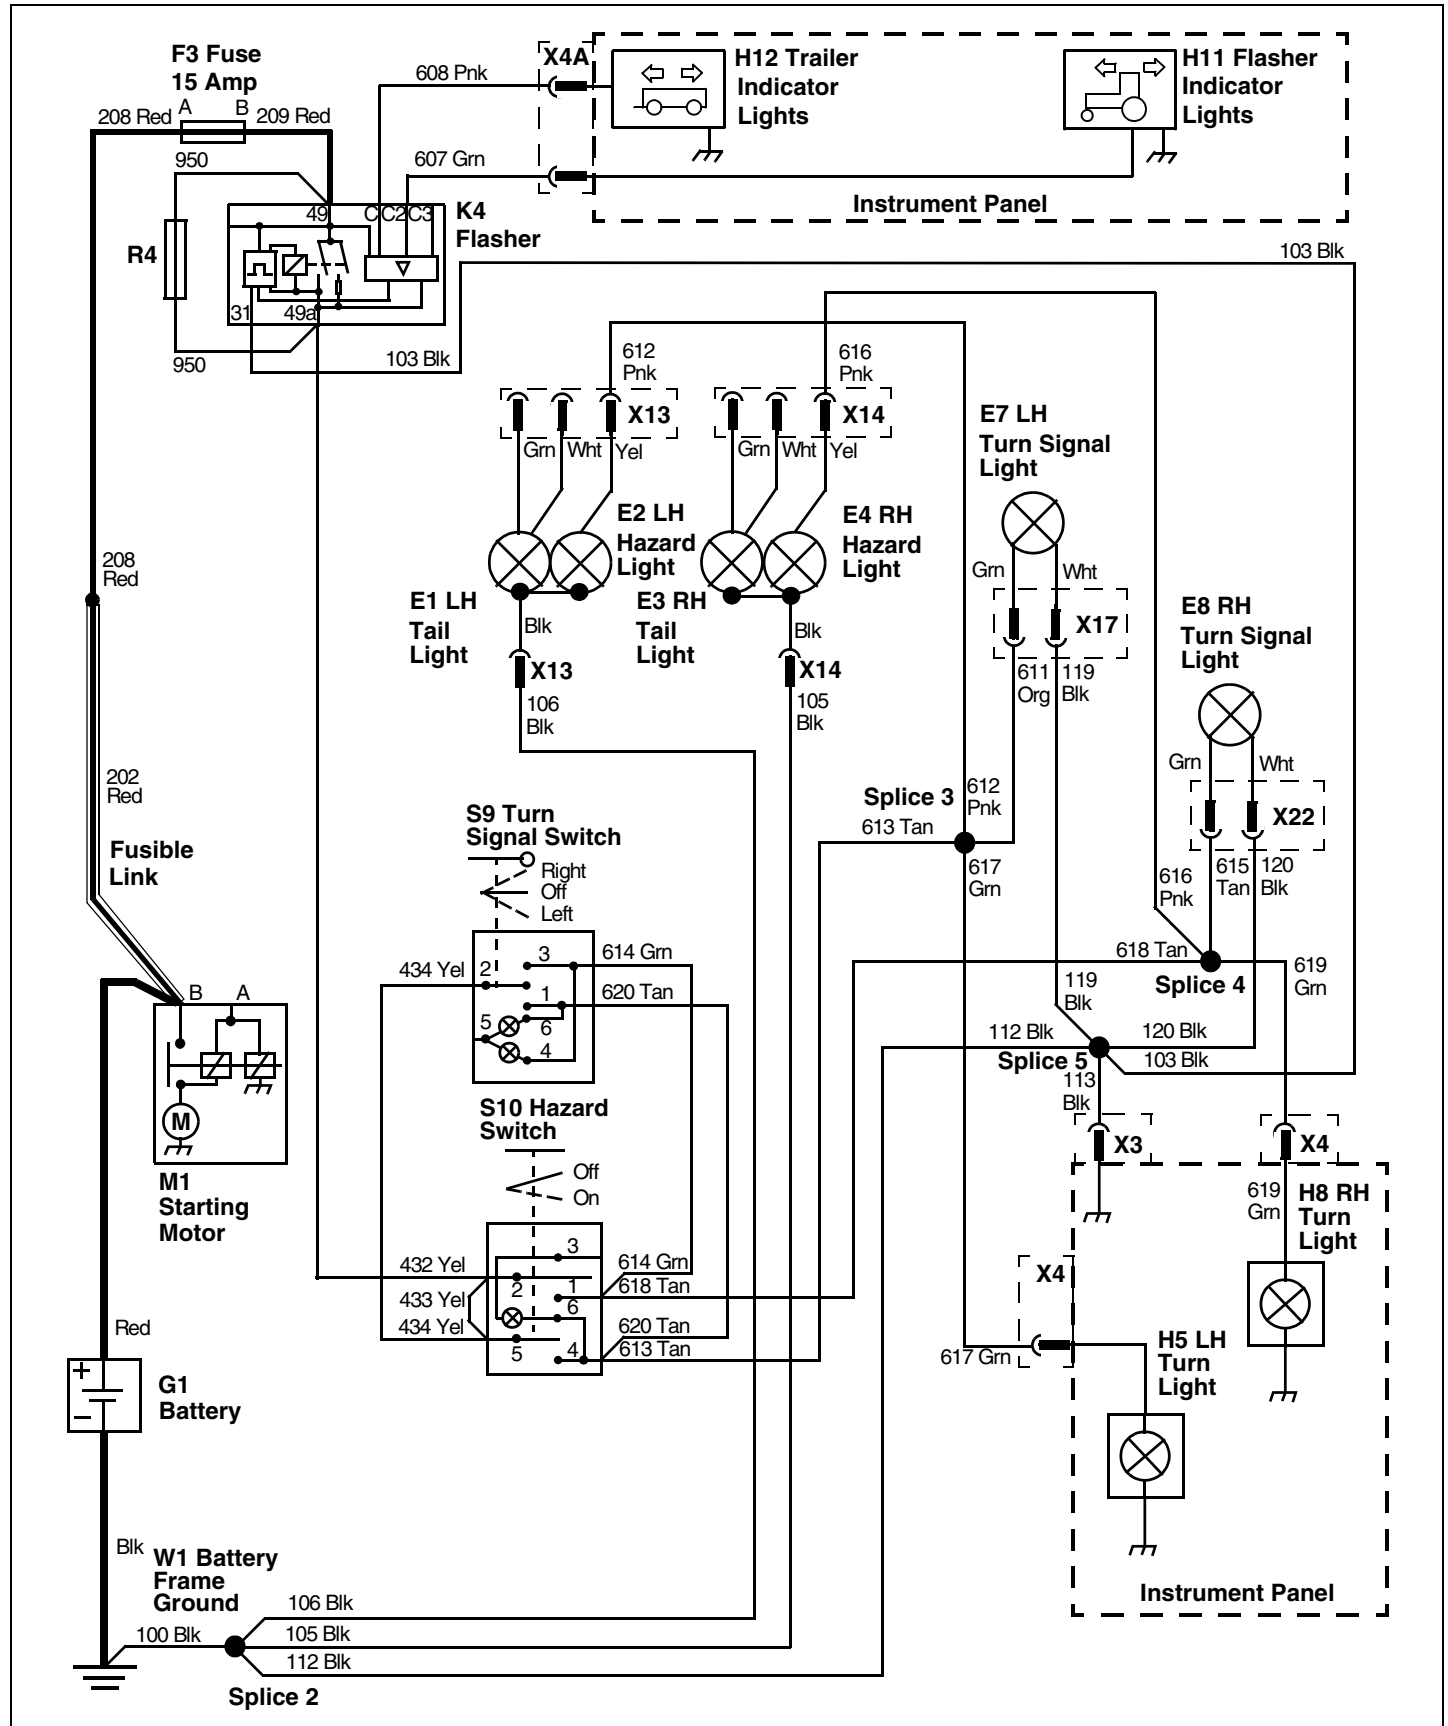 F3 Fuse
15 Amp
208 Red
A
B
209 Red
950
R4
950
49
C
C2
C3
K4
Flasher
31
49a
608 Pnk
607 Grn
X4A
H12 Trailer
Indicator
Lights
H11 Flasher
Indicator
Lights
Instrument Panel
103 Blk
103 Blk
612
Pnk
616
Pnk
X13
X14
Grn
Wht
Yel
Grn
Wht
Yel
E7 LH
Turn Signal
Light
E2 LH
Hazard
Light
E4 RH
Hazard
Light
208
Red
E1 LH
Tail
Light
E3 RH
Tail
Light
Blk
Blk
X13
X14
106
Blk
105
Blk
Grn
Wht
X17
611
Org
119
Blk
E8 RH
Turn Signal
Light
Grn
Wht
X22
615
Tan
120
Blk
616
Pnk
202
Red
Fusible
Link
S9 Turn
Signal Switch
Right
Off
Left
Splice 3
612
Pnk
613 Tan
617
Grn
618 Tan
Splice 4
619
Grn
434 Yel
2
3
614 Grn
1
620 Tan
5
6
4
119
Blk
112 Blk
120 Blk
Splice 5
103 Blk
113
Blk
X3
X4
B
A
M
M1
Starting
Motor
S10 Hazard
Switch
Off
On
619
Grn
H8 RH
Turn
Light
432 Yel
3
614 Grn
2
1
618 Tan
433 Yel
6
434 Yel
620 Tan
5
4
613 Tan
X4
617 Grn
H5 LH
Turn
Light
Red
+
−
G1
Battery
Blk
W1 Battery
Frame
Ground
106 Blk
100 Blk
105 Blk
112 Blk
Splice 2
Instrument Panel